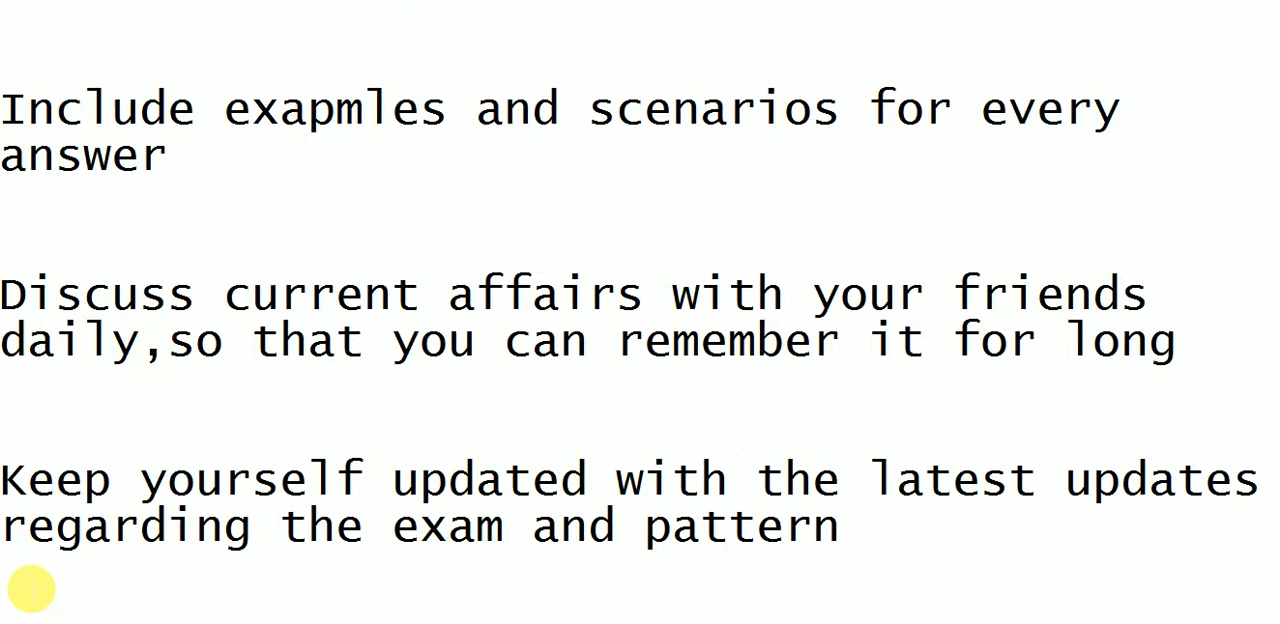 Include exapmles and scenarios for every
answer
Discuss current affairs with your friends
daily,so that you can remember it for long
Keep yourself updated with the latest updates
regarding the exam and pattern